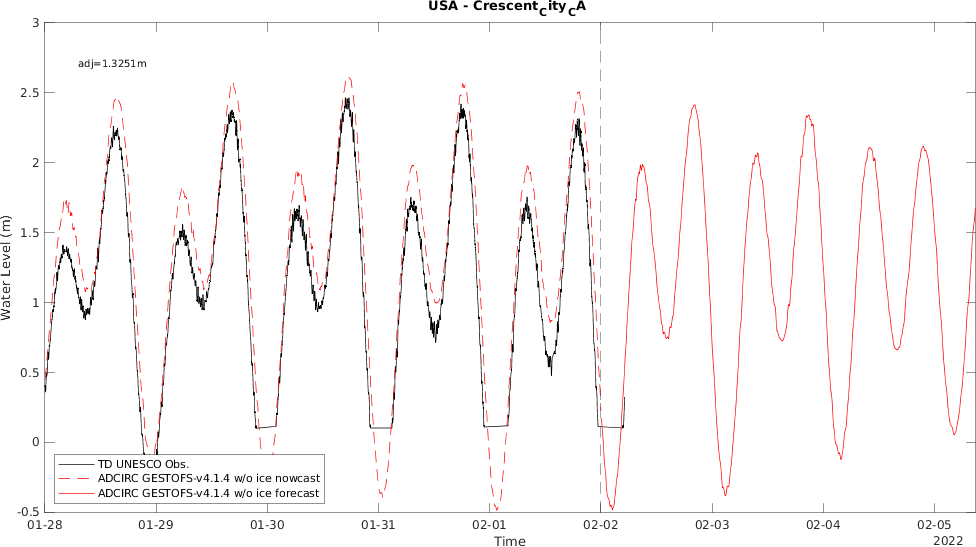 USA - CrescentCityCA
adj=1.3251m
3
2.5
2
1.5
1
0.5
0
-0.5
Water Level (m)
TD UNESCO Obs.
ADCIRC GESTOFS-v4.1.4 w/o ice nowcast
ADCIRC GESTOFS-v4.1.4 w/o ice forecast
01-28 01-29 01-30 01-31 02-01 02-02 02-03 02-04 02-05
Time
2022